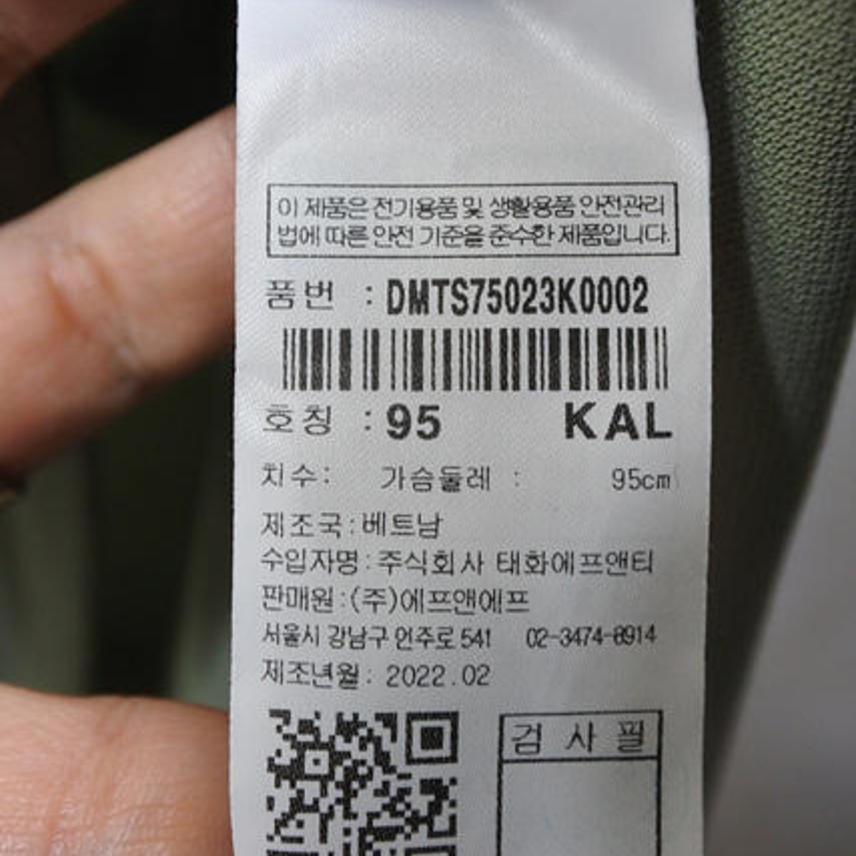 이 제품은 전기용품 및 생활용품 안전관리
법에 따른 안전 기준을 준수한 제품입니다.
품번 : DMTS75023K0002
호칭 : 95 KAL
치수: 가슴둘레 : 95cm
제조국:베트남
수입자명:주식회사 태화에프앤티
판매원:(주)에프앤에프
서울시 강남구 언주로 541 02-3474-8914
제조년월: 2022.02
검 사 필